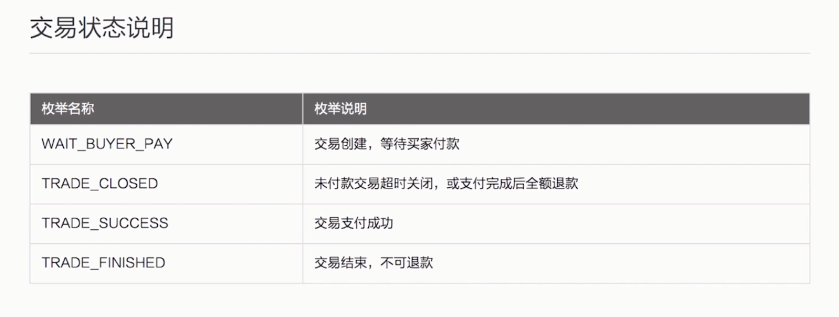 交易状态说明
枚举名称 枚举说明
WAIT_BUYER_PAY 交易创建，等待买家付款
TRADE_CLOSED 未付款交易超时关闭，或支付完成后全额退款
TRADE_SUCCESS 交易支付成功
TRADE_FINISHED 交易结束，不可退款